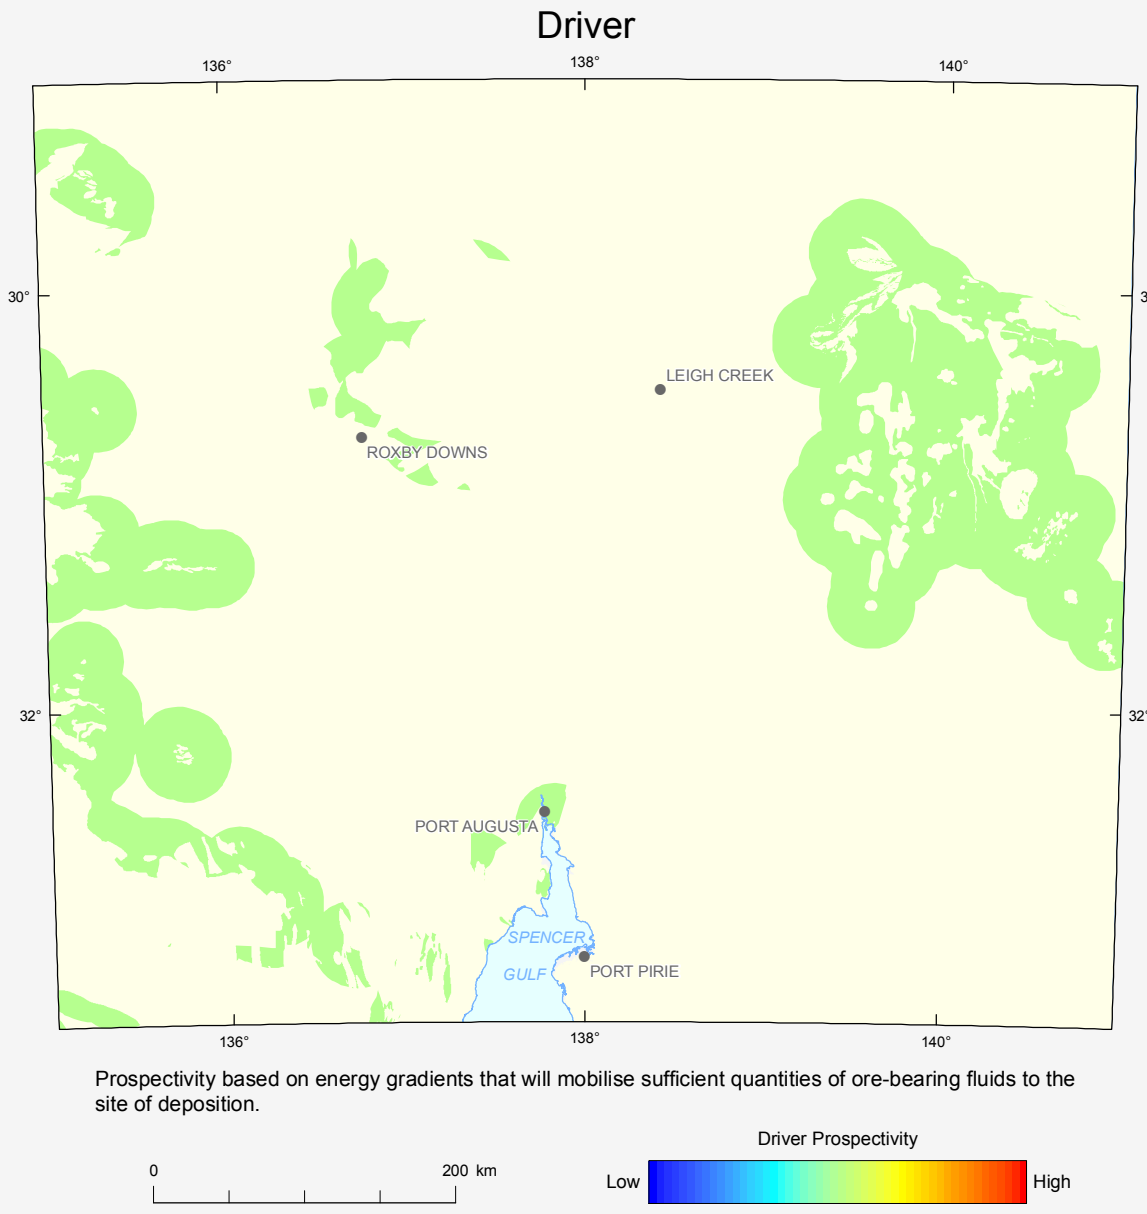 Driver
136°
138°
140°
30°
3
LEIGH CREEK
ROXBY DOWNS
32°
32°
PORT AUGUSTA
SPENCER
GULF
PORT PIRIE
136°
138°
140°
Prospectivity based on energy gradients that will mobilise sufficient quantities of ore-bearing fluids to the
site of deposition.
Driver Prospectivity
0
200 km
Low
High